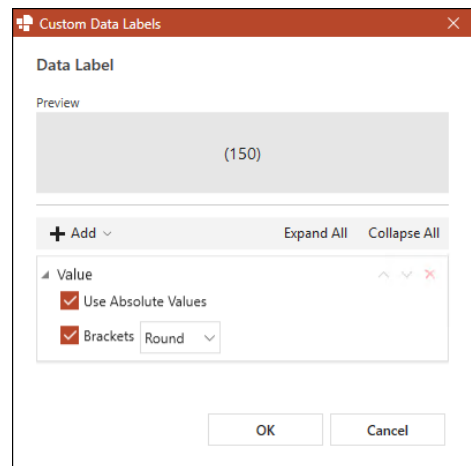 Custom Data Labels
Data Label
Preview
(150)
Add Expand All Collapse All
Value
Use Absolute Values
Brackets Round
OK Cancel